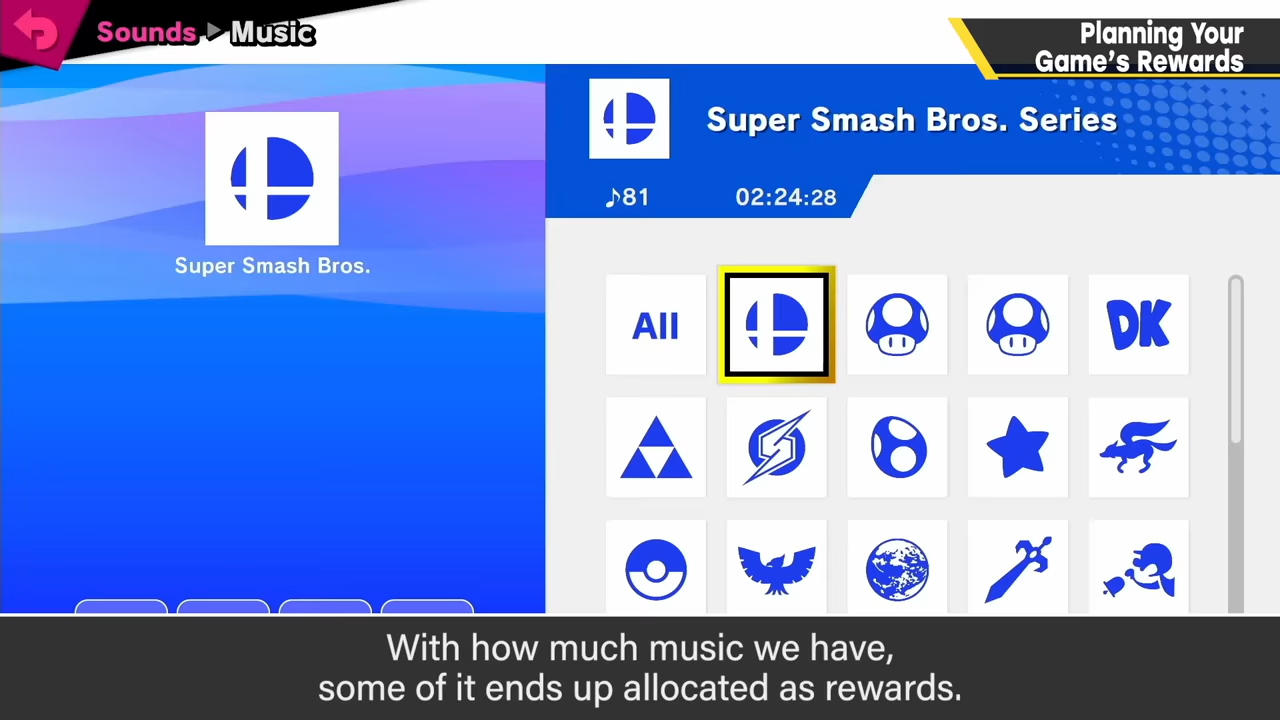 Sounds ▶ Music
Planning Your
Game's Rewards
Super Smash Bros. Series
♪81 02:24:28
Super Smash Bros.
All
DK
With how much music we have,
some of it ends up allocated as rewards.